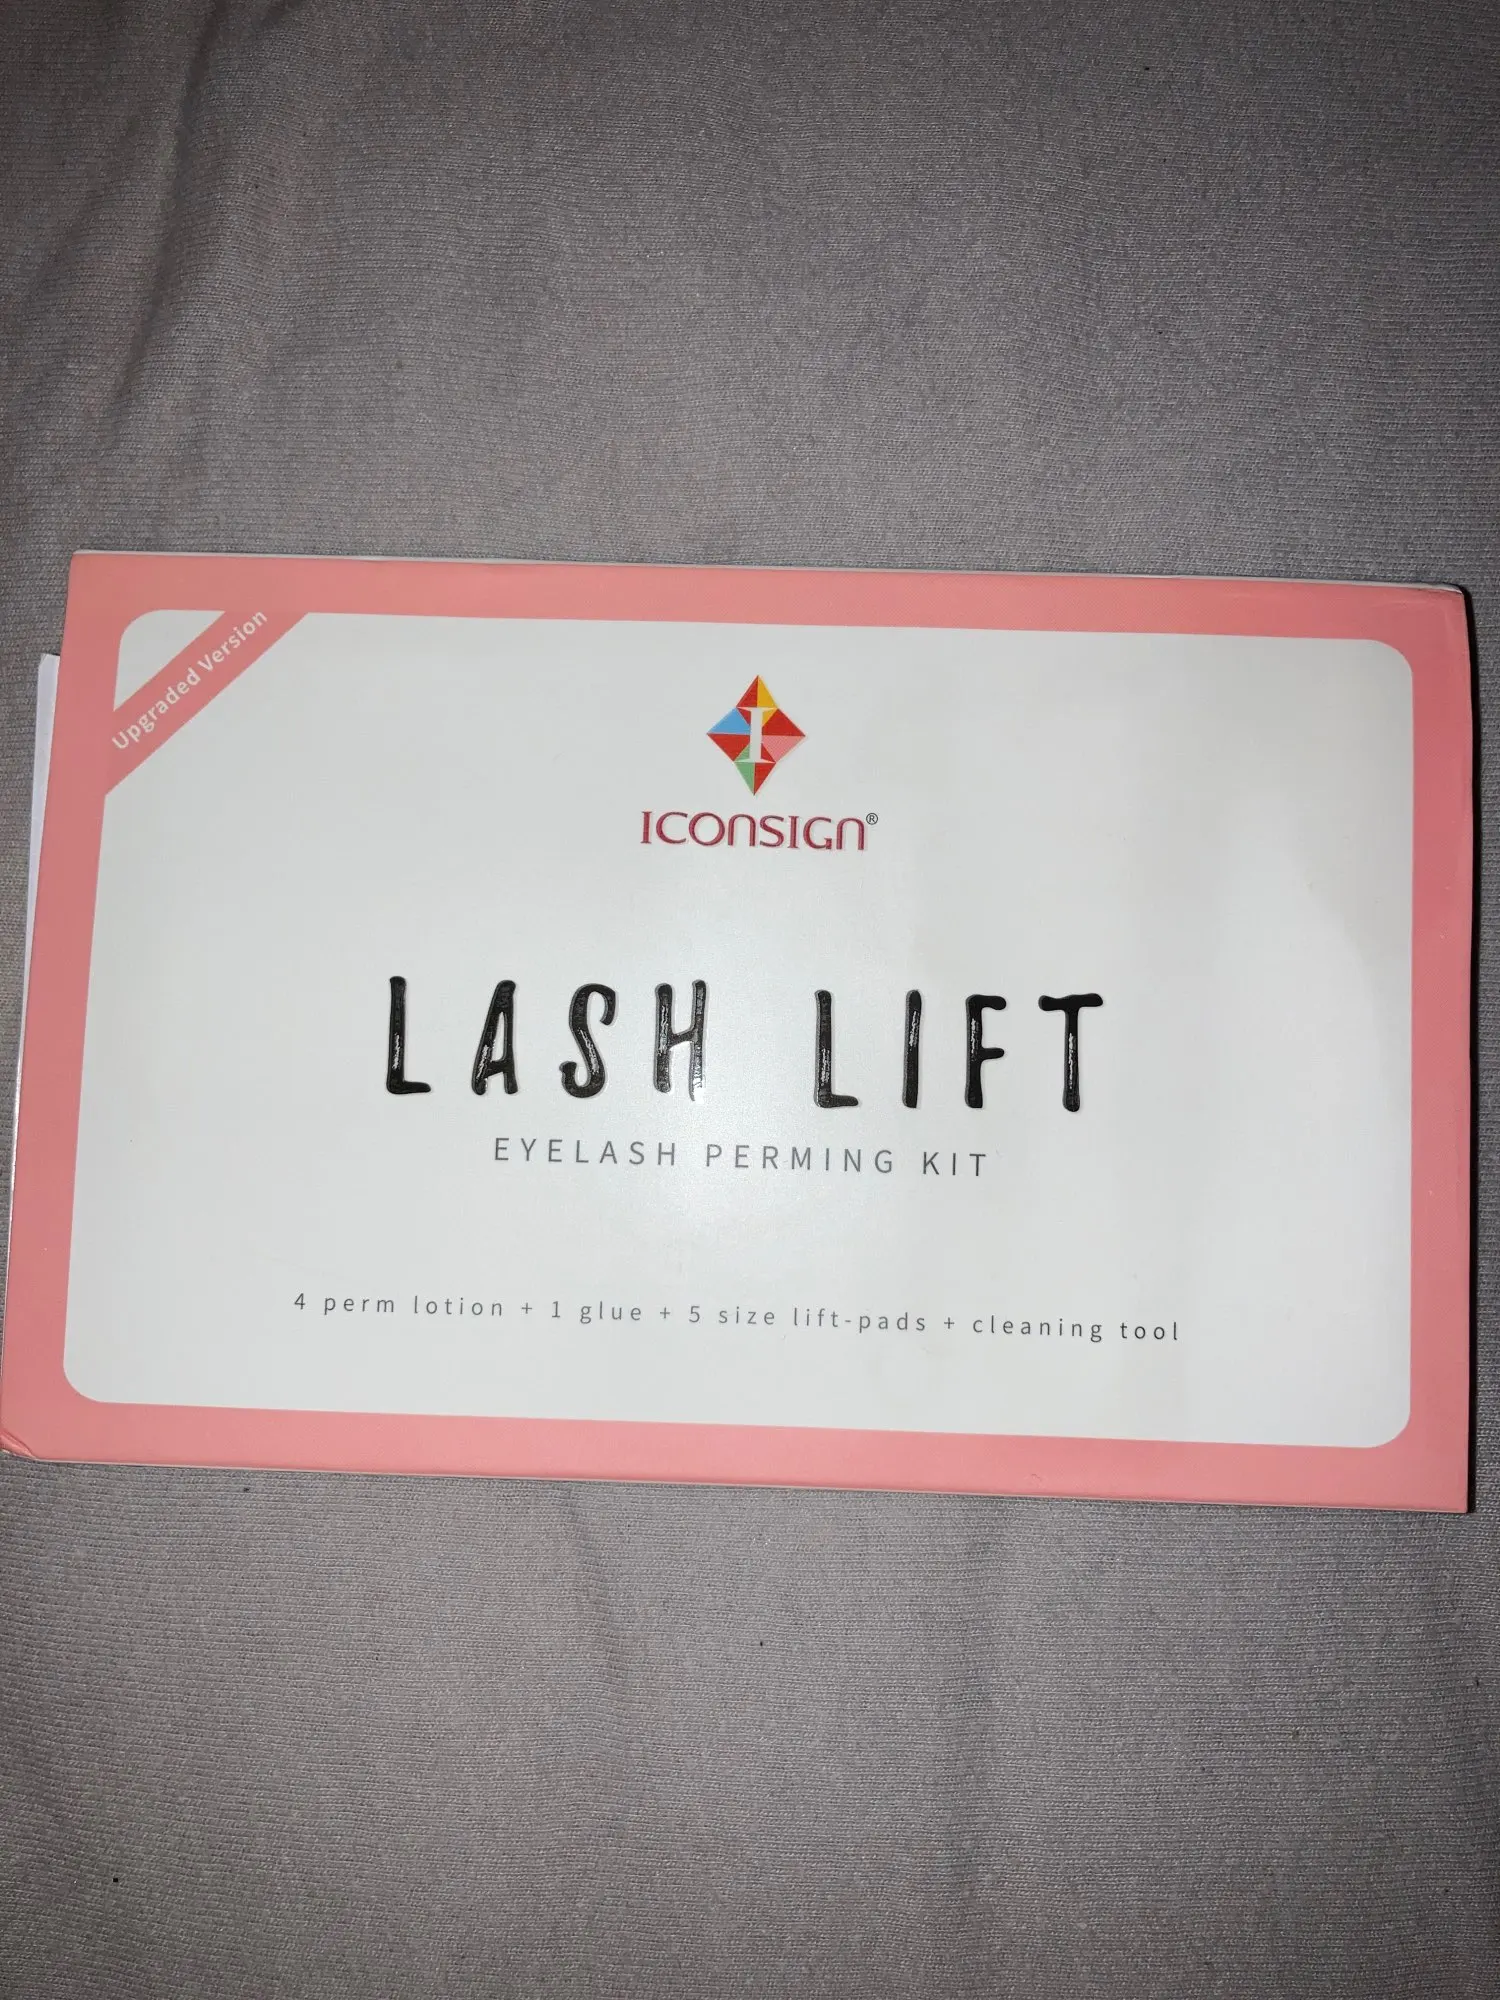 Upgraded Version
I
ICONSIGN®
LASH LIFT
EYELASH PERMING KIT
4 perm lotion + 1 glue + 5 size lift-pads + cleaning tool